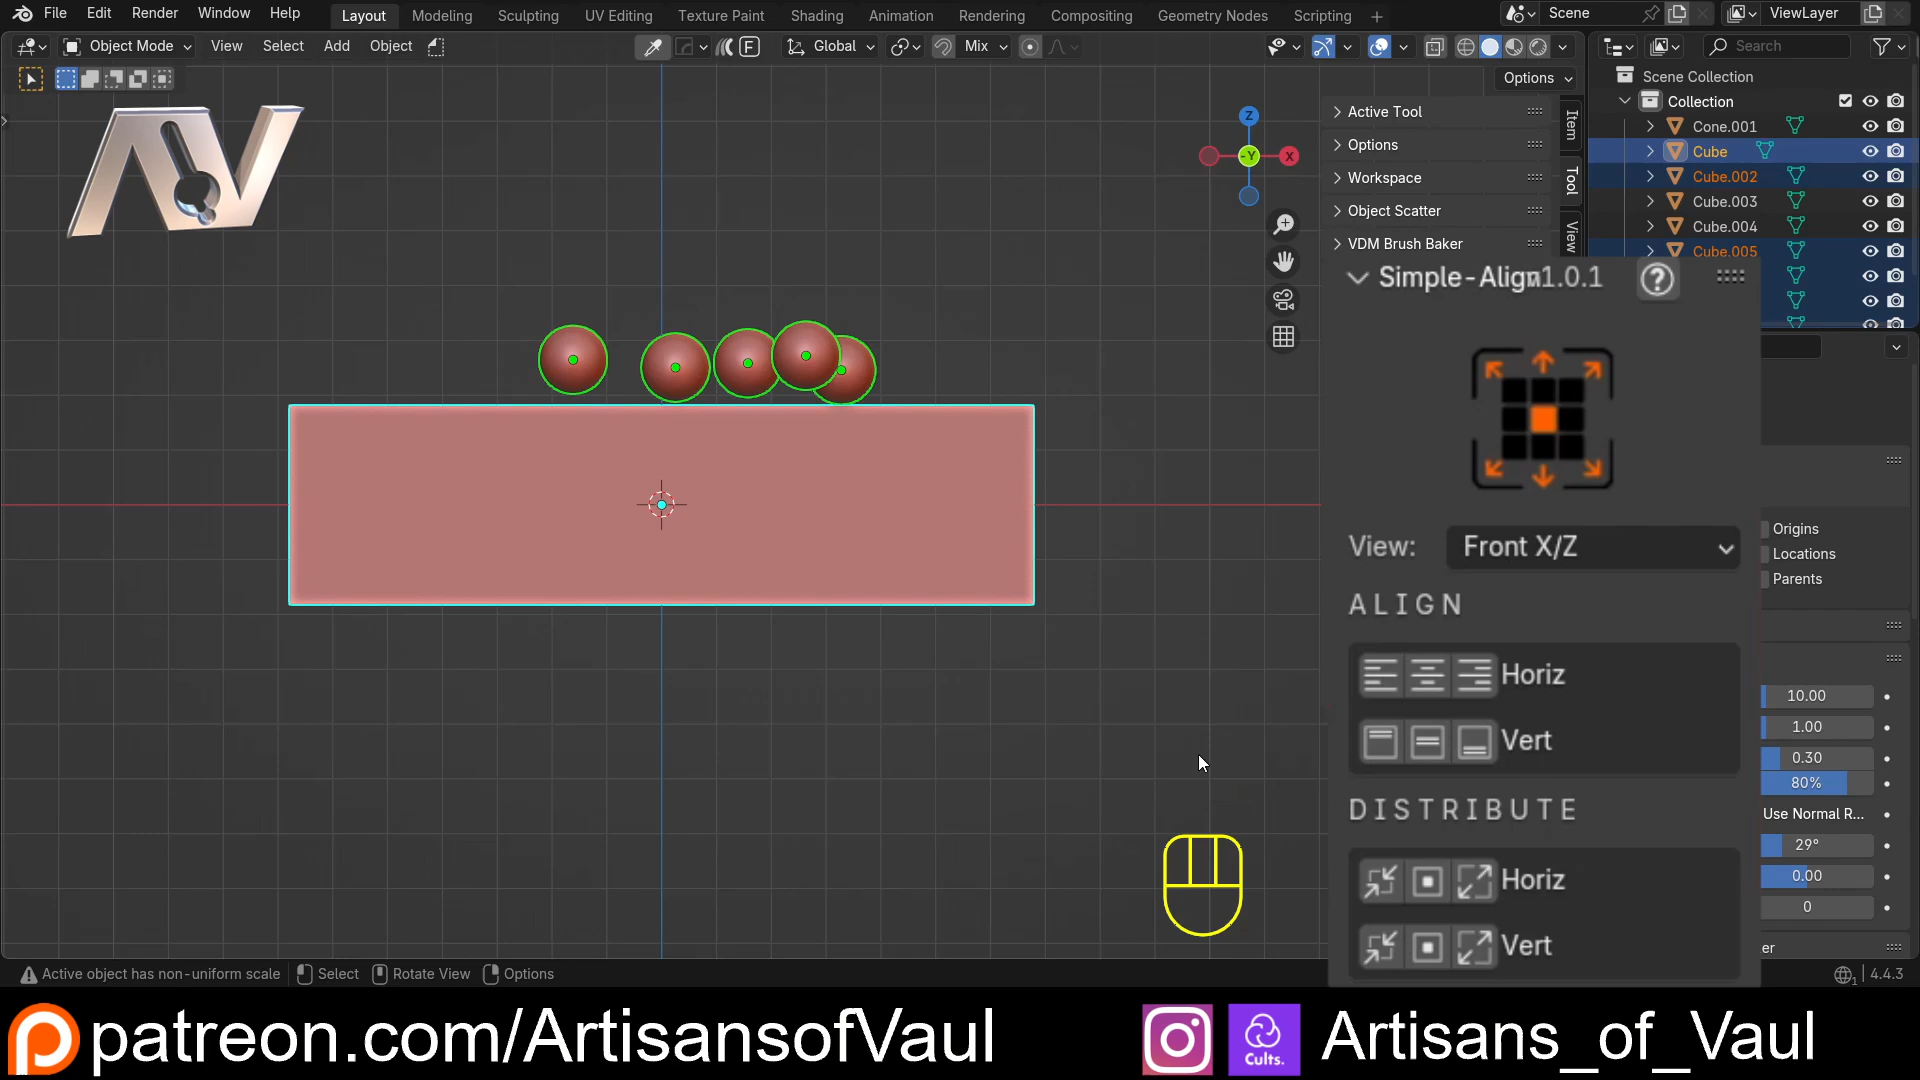 File Edit Render Window Help Layout Modeling Sculpting UV Editing Texture Paint Shading Animation Rendering Compositing Geometry Nodes Scripting + Scene ViewLayer
Object Mode View Select Add Object F Global Mix Search
Options
Scene Collection
Collection
Cone.001
Cube
Cube.002
Cube.003
Cube.004
Cube.005
AV
Z
-Y
X
Active Tool
Options
Workspace
Object Scatter
VDM Brush Baker
Item
Tool
View
Simple-Align
v1.0.1
?
View: Front X/Z
ALIGN
Horiz
Vert
DISTRIBUTE
Horiz
Vert
Origins
Locations
Parents
10.00
1.00
0.30
80%
Use Normal R...
29°
0.00
0
er
Active object has non-uniform scale Select Rotate View Options
1 | 4.4.3
patreon.com/ArtisansofVaul
Cults.
Artisans_of_Vaul